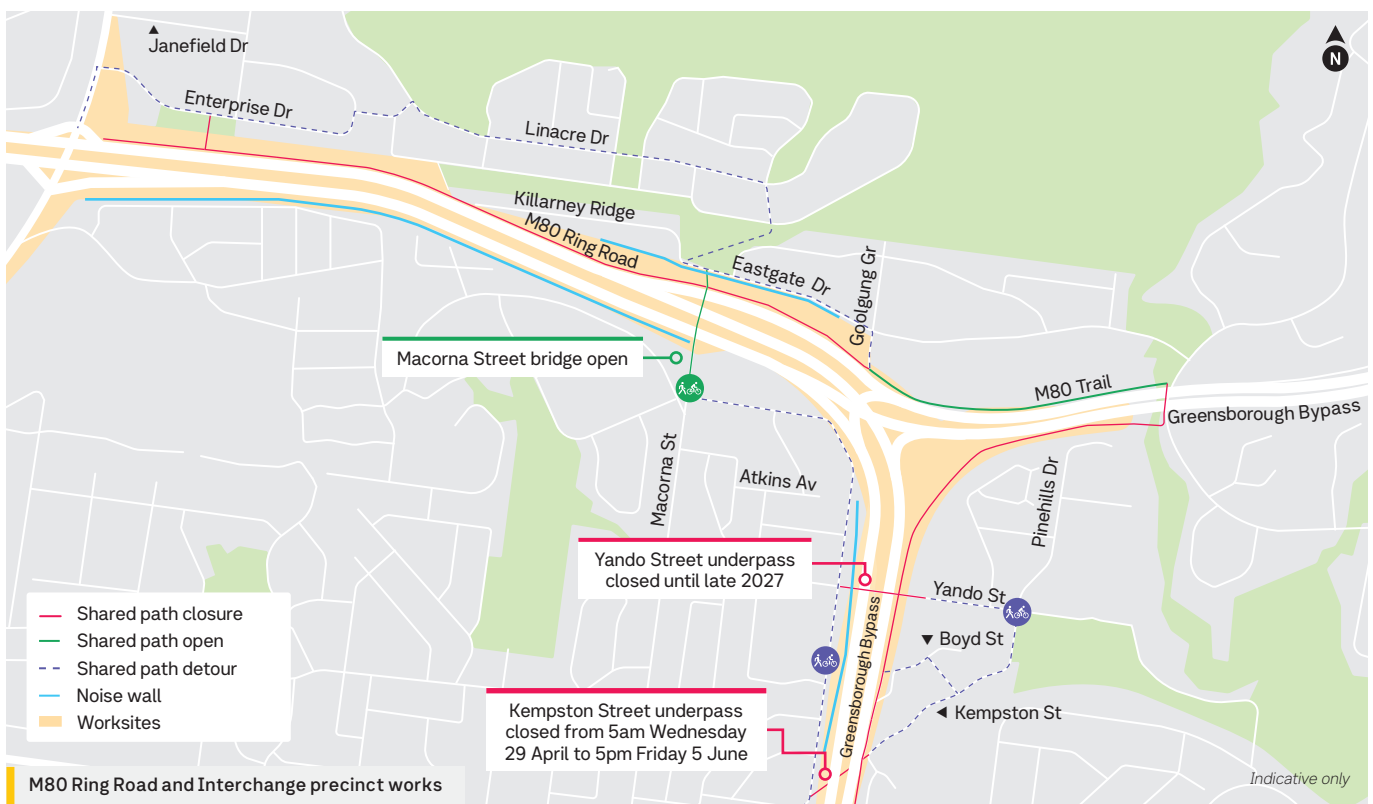 ▲
Janefield Dr
N
Enterprise Dr
Linacre Dr
Killarney Ridge
M80 Ring Road
Eastgate Dr
Goolgung Gr
Macorna Street bridge open
M80 Trail
Greensborough Bypass
Macorna St
Atkins Av
Pinehills Dr
Yando Street underpass
closed until late 2027
Yando St
▼ Boyd St
◀ Kempston St
Greensborough Bypass
Shared path closure
Shared path open
Shared path detour
Noise wall
Worksites
Kempston Street underpass
closed from 5am Wednesday
29 April to 5pm Friday 5 June
M80 Ring Road and Interchange precinct works
Indicative only